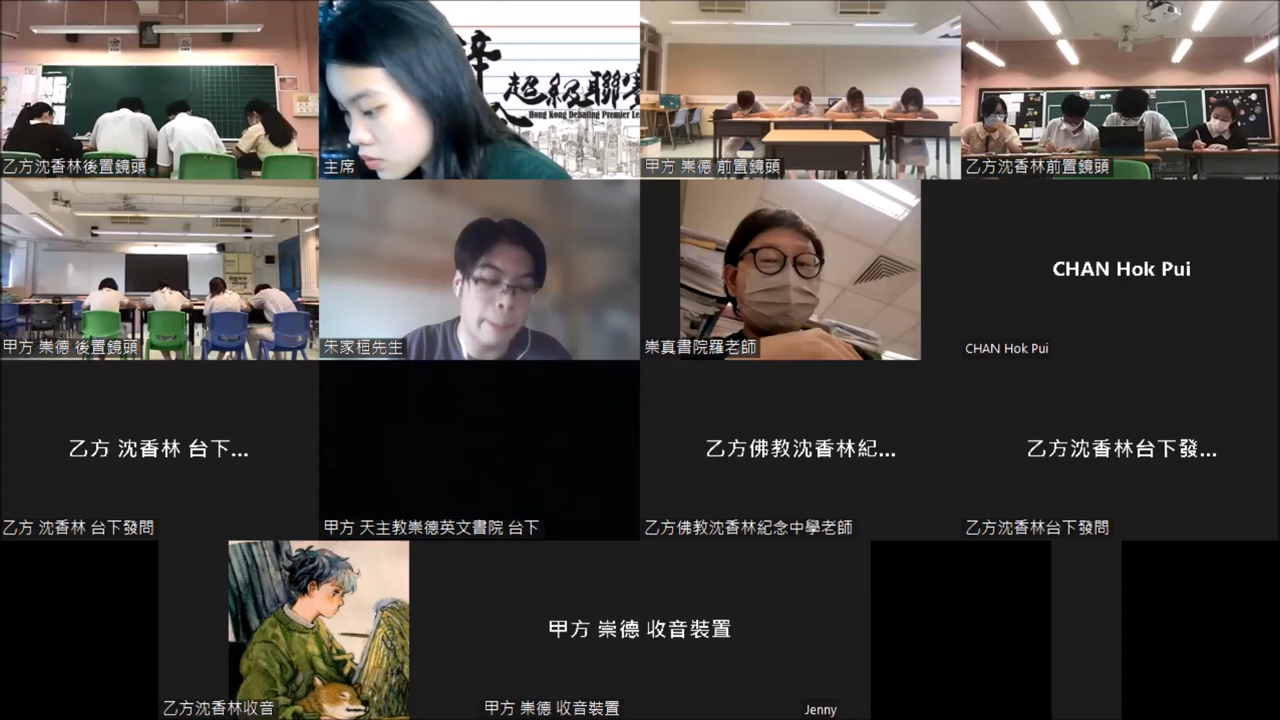 乙方沈香林後置鏡頭
超級聯賽
Hong Kong Debating Premier Le
主席
甲方 崇德 前置鏡頭
乙方沈香林前置鏡頭
甲方 崇德 後置鏡頭
朱家桓先生
崇真書院羅老師
CHAN Hok Pui
CHAN Hok Pui
乙方 沈香林 台下...
乙方佛教沈香林紀...
乙方沈香林台下發...
乙方 沈香林 台下發問
甲方 天主教崇德英文書院 台下
乙方佛教沈香林紀念中學老師
乙方沈香林台下發問
甲方 崇德 收音裝置
乙方沈香林收音
甲方 崇德 收音裝置
Jenny